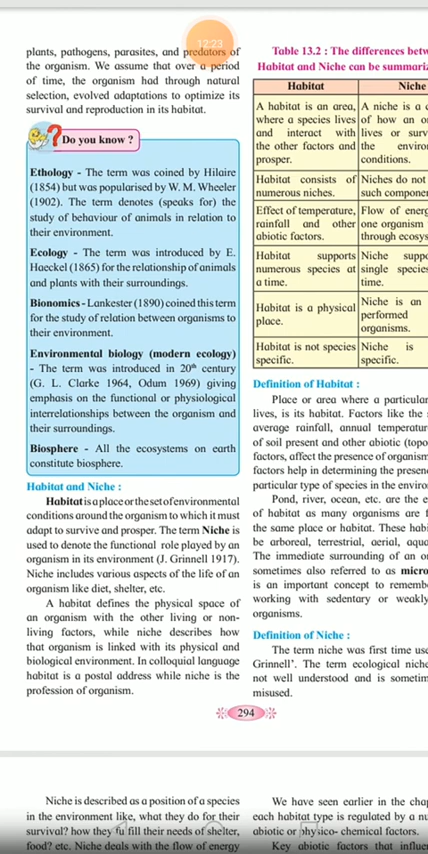 12:23
plants, pathogens, parasites, and predators of
the organism. We assume that over a period
of time, the organism had through natural
selection, evolved adaptations to optimize its
survival and reproduction in its habitat.
Do you know ?
Ethology - The term was coined by Hilaire
(1854) but was popularised by W. M. Wheeler
(1902). The term denotes (speaks for) the
study of behaviour of animals in relation to
their environment.
Ecology - The term was introduced by E.
Haeckel (1865) for the relationship of animals
and plants with their surroundings.
Bionomics - Lankester (1890) coined this term
for the study of relation between organisms to
their environment.
Environmental biology (modern ecology)
- The term was introduced in 20th century
(G. L. Clarke 1964, Odum 1969) giving
emphasis on the functional or physiological
interrelationships between the organism and
their surroundings.
Biosphere - All the ecosystems on earth
constitute biosphere.
Habitat and Niche :
Habitat is a place or the set of environmental
conditions around the organism to which it must
adapt to survive and prosper. The term Niche is
used to denote the functional role played by an
organism in its environment (J. Grinnell 1917).
Niche includes various aspects of the life of an
organism like diet, shelter, etc.
A habitat defines the physical space of
an organism with the other living or non-
living factors, while niche describes how
that organism is linked with its physical and
biological environment. In colloquial language
habitat is a postal address while niche is the
profession of organism.
Table 13.2 : The differences betw
Habitat and Niche can be summari
Habitat Niche
A habitat is an area, A niche is a
where a species lives of how an o
and interact with lives or surv
the other factors and the enviro
prosper. conditions.
Habitat consists of Niches do not
numerous niches. such componen
Effect of temperature, Flow of energ
rainfall and other one organism
abiotic factors. through ecosys
Habitat supports Niche suppo
numerous species at single specie
a time. time.
Habitat is a physical Niche is an
place. performed
organisms.
Habitat is not species Niche is
specific. specific.
Definition of Habitat :
Place or area where a particular
lives, is its habitat. Factors like the
average rainfall, annual temperatur
of soil present and other abiotic (topo
factors, affect the presence of organism
factors help in determining the presen
particular type of species in the enviro
Pond, river, ocean, etc. are the e
of habitat as many organisms are
the same place or habitat. These habi
be arboreal, terrestrial, aerial, aqua
The immediate surrounding of an o
sometimes also referred to as micro
is an important concept to rememb
working with sedentary or weakly
organisms.
Definition of Niche :
The term niche was first time use
Grinnell'. The term ecological niche
not well understood and is sometim
misused.
294
Niche is described as a position of a species
in the environment like, what they do for their
survival? how they fu fill their needs of shelter,
food? etc. Niche deals with the flow of energy
We have seen earlier in the cha
each habitat type is regulated by a nu
abiotic or physico- chemical factors.
Key abiotic factors that influe